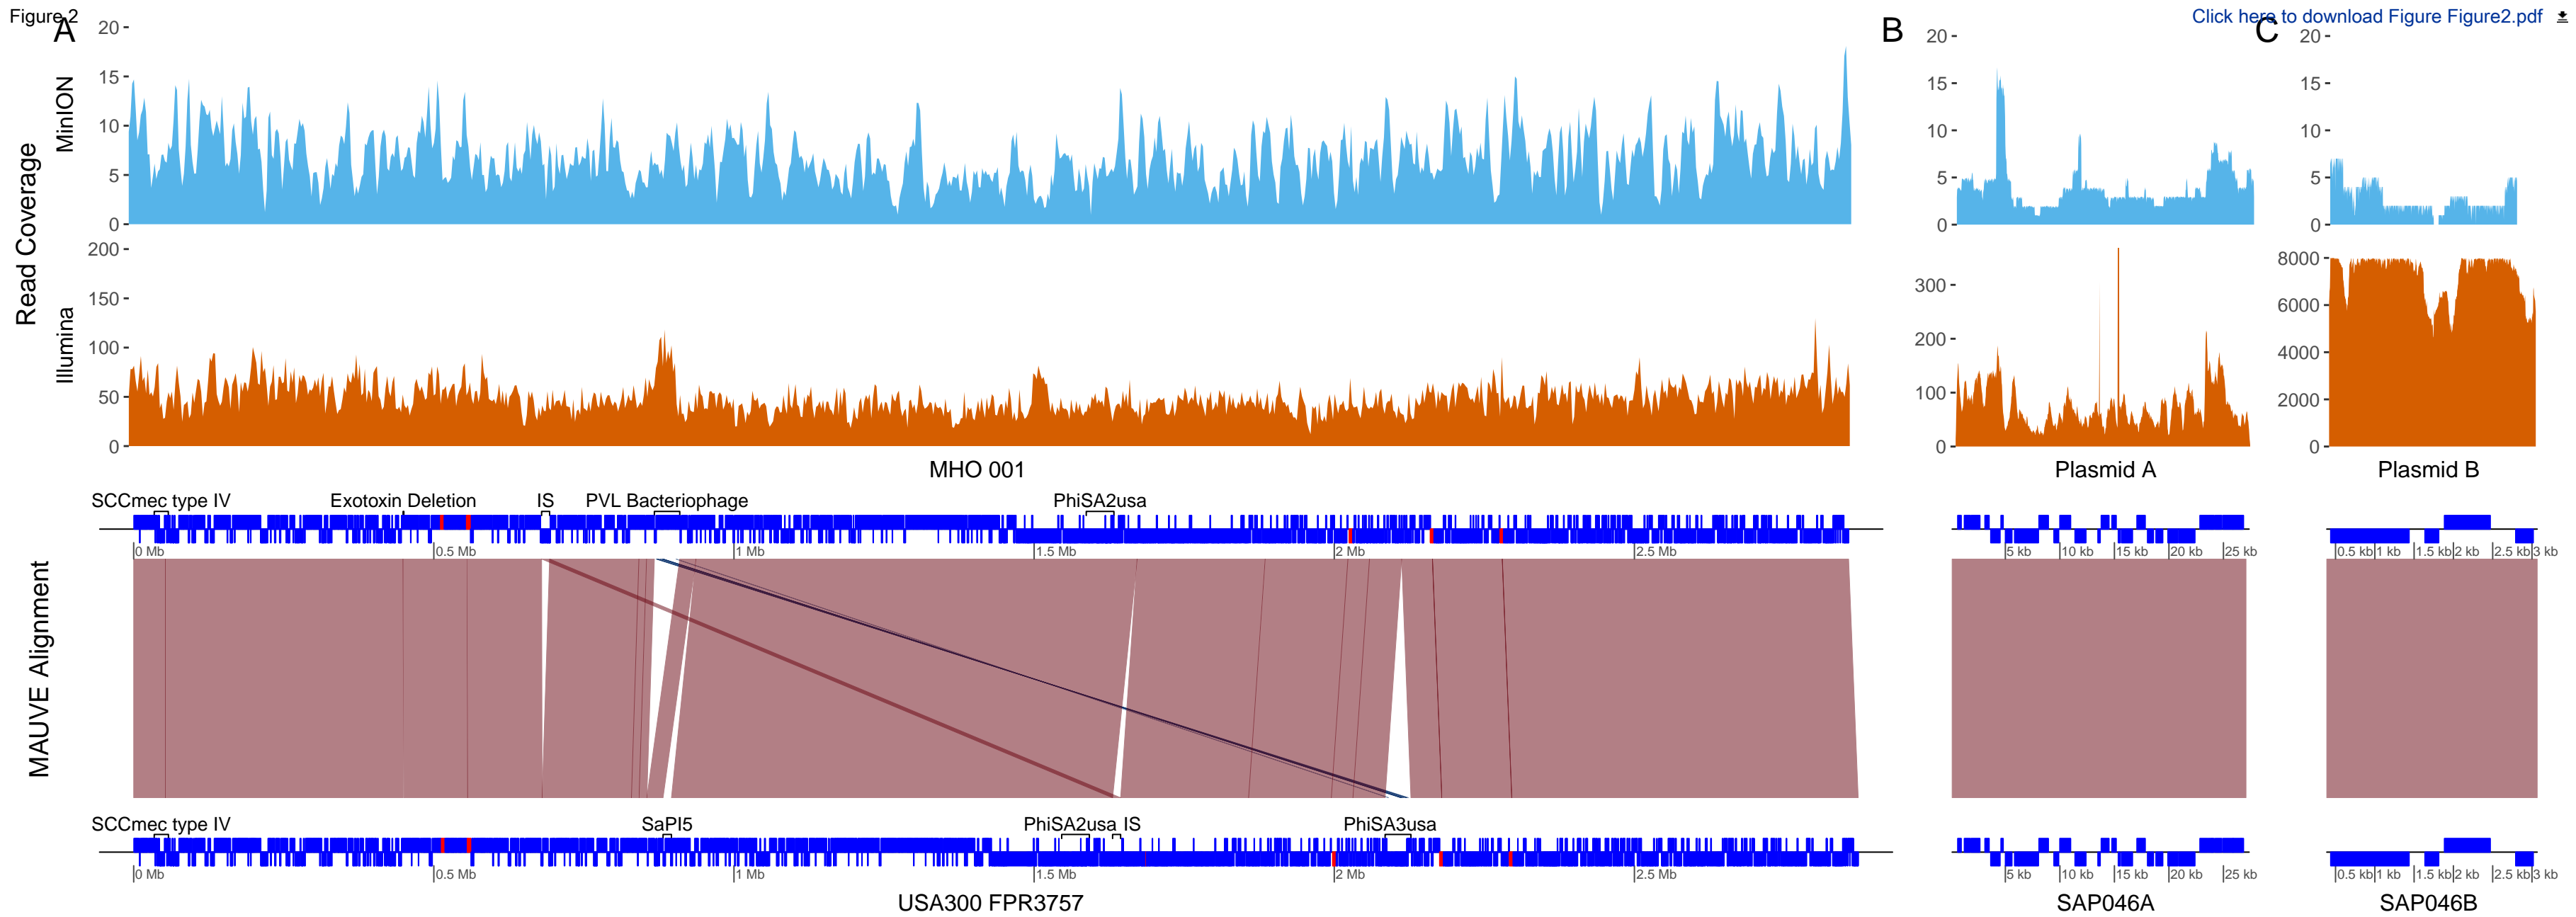 Figure 2
Click here to download Figure Figure2.pdf
A
B
C
Read Coverage
MinION
20
15
10
5
0
20
15
10
5
0
20
15
10
5
0
Illumina
200
150
100
50
0
300
200
100
0
8000
6000
4000
2000
0
MHO 001
Plasmid A
Plasmid B
MAUVE Alignment
SCCmec type IV
Exotoxin Deletion
IS
PVL Bacteriophage
PhiSA2usa
0 Mb
0.5 Mb
1 Mb
1.5 Mb
2 Mb
2.5 Mb
5 kb
10 kb
15 kb
20 kb
25 kb
0.5 kb
1 kb
1.5 kb
2 kb
2.5 kb
3 kb
SCCmec type IV
SaPI5
PhiSA2usa
IS
PhiSA3usa
0 Mb
0.5 Mb
1 Mb
1.5 Mb
2 Mb
2.5 Mb
5 kb
10 kb
15 kb
20 kb
25 kb
0.5 kb
1 kb
1.5 kb
2 kb
2.5 kb
3 kb
USA300 FPR3757
SAP046A
SAP046B